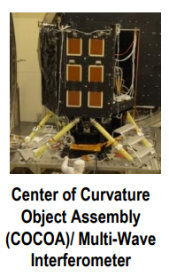 Center of Curvature
Object Assembly
(COCOA)/ Multi-Wave
Interferometer